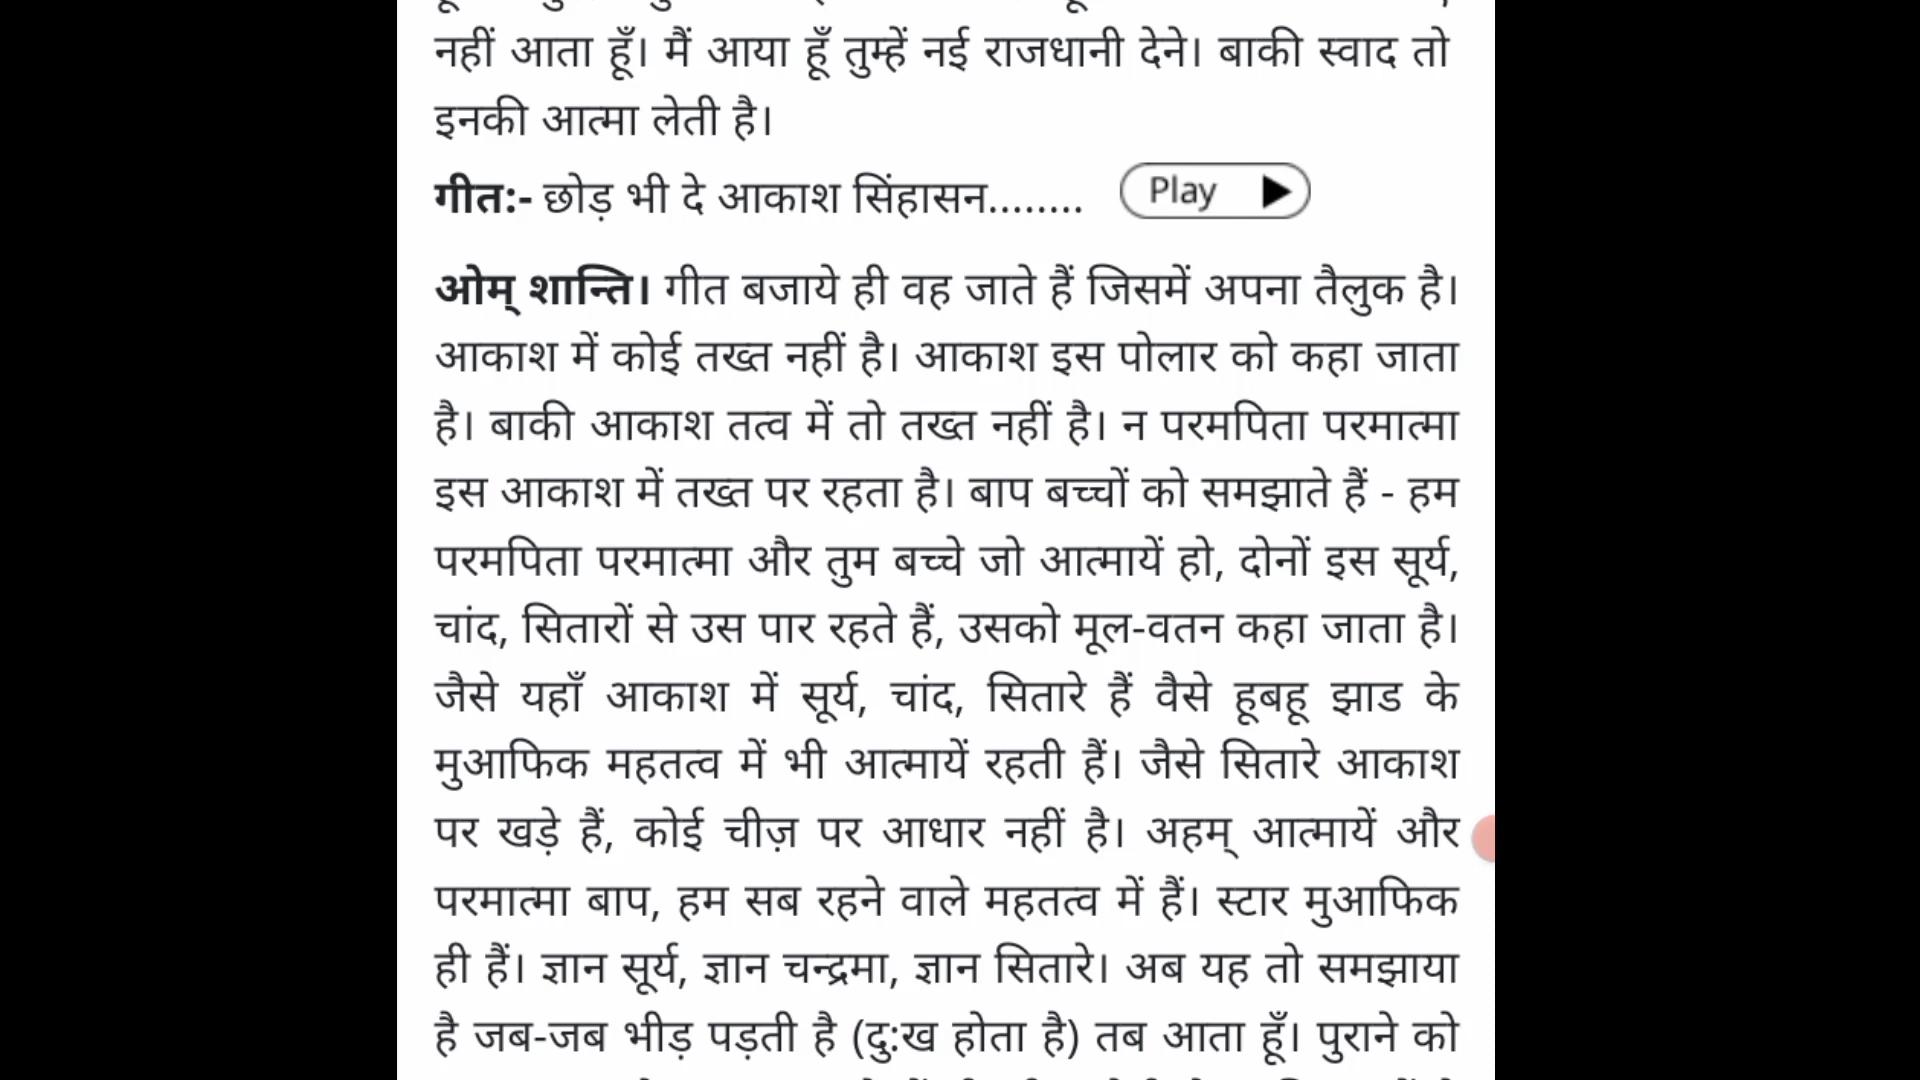 नहीं आता हूँ। मैं आया हूँ तुम्हें नई राजधानी देने। बाकी स्वाद तो
इनकी आत्मा लेती है।
गीत:- छोड़ भी दे आकाश सिंहासन........ Play ▶
ओम् शान्ति। गीत बजाये ही वह जाते हैं जिसमें अपना तैलुक है।
आकाश में कोई तख्त नहीं है। आकाश इस पोलार को कहा जाता
है। बाकी आकाश तत्व में तो तख्त नहीं है। न परमपिता परमात्मा
इस आकाश में तख्त पर रहता है। बाप बच्चों को समझाते हैं - हम
परमपिता परमात्मा और तुम बच्चे जो आत्मायें हो, दोनों इस सूर्य,
चांद, सितारों से उस पार रहते हैं, उसको मूल-वतन कहा जाता है।
जैसे यहाँ आकाश में सूर्य, चांद, सितारे हैं वैसे हूबहू झाड के
मुआफिक महतत्व में भी आत्मायें रहती हैं। जैसे सितारे आकाश
पर खड़े हैं, कोई चीज़ पर आधार नहीं है। अहम् आत्मायें और
परमात्मा बाप, हम सब रहने वाले महतत्व में हैं। स्टार मुआफिक
ही हैं। ज्ञान सूर्य, ज्ञान चन्द्रमा, ज्ञान सितारे। अब यह तो समझाया
है जब-जब भीड़ पड़ती है (दु:ख होता है) तब आता हूँ। पुराने को